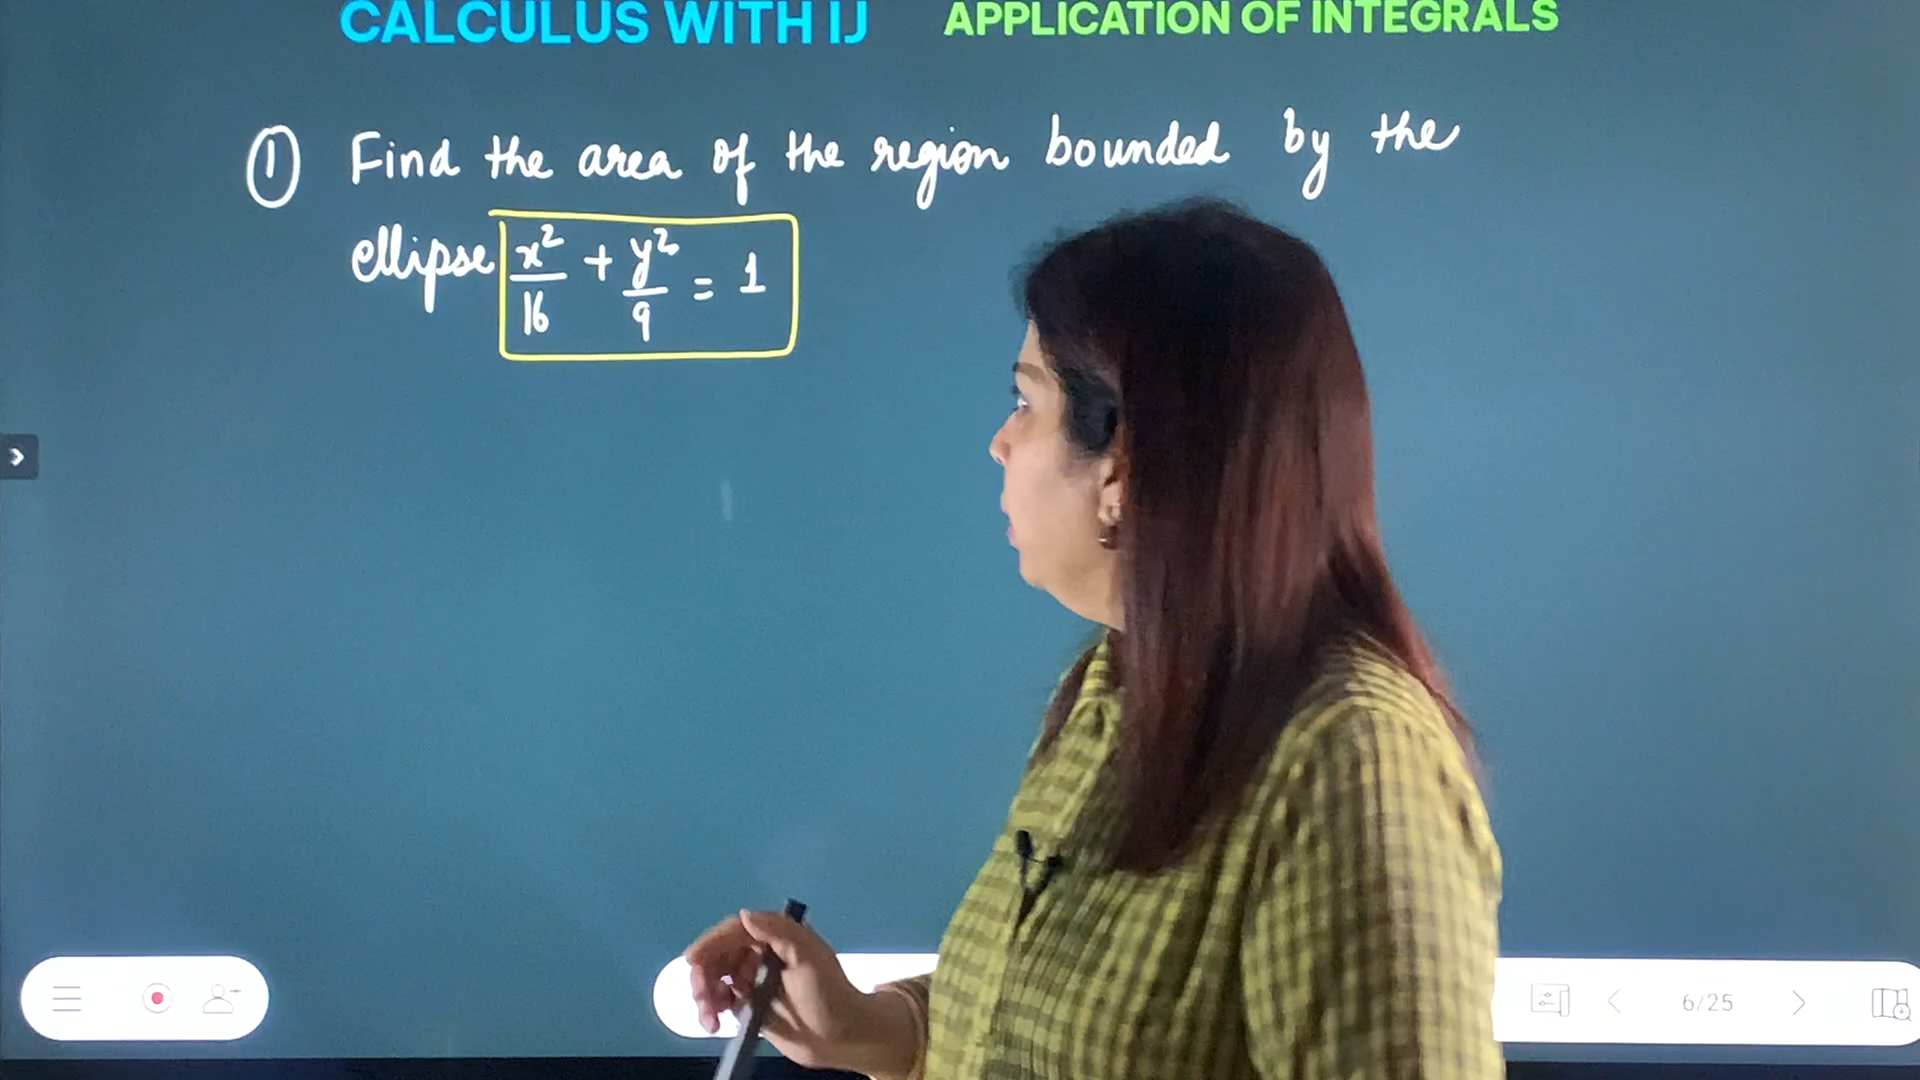 CALCULUS WITH IJ APPLICATION OF INTEGRALS
① Find the area of the region bounded by the
ellipse x²/16 + y²/9 = 1
6/25